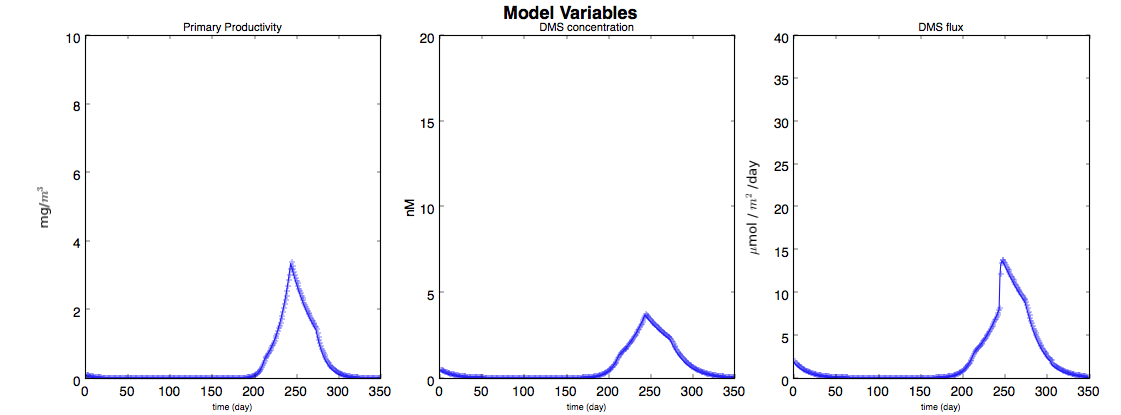 Model Variables
Primary Productivity
DMS concentration
DMS flux
10
8
6
4
2
0
mg/m³
0 50 100 150 200 250 300 350
time (day)
20
15
10
5
0
nM
0 50 100 150 200 250 300 350
time (day)
40
35
30
25
20
15
10
5
0
μmol / m² /day
0 50 100 150 200 250 300 350
time (day)